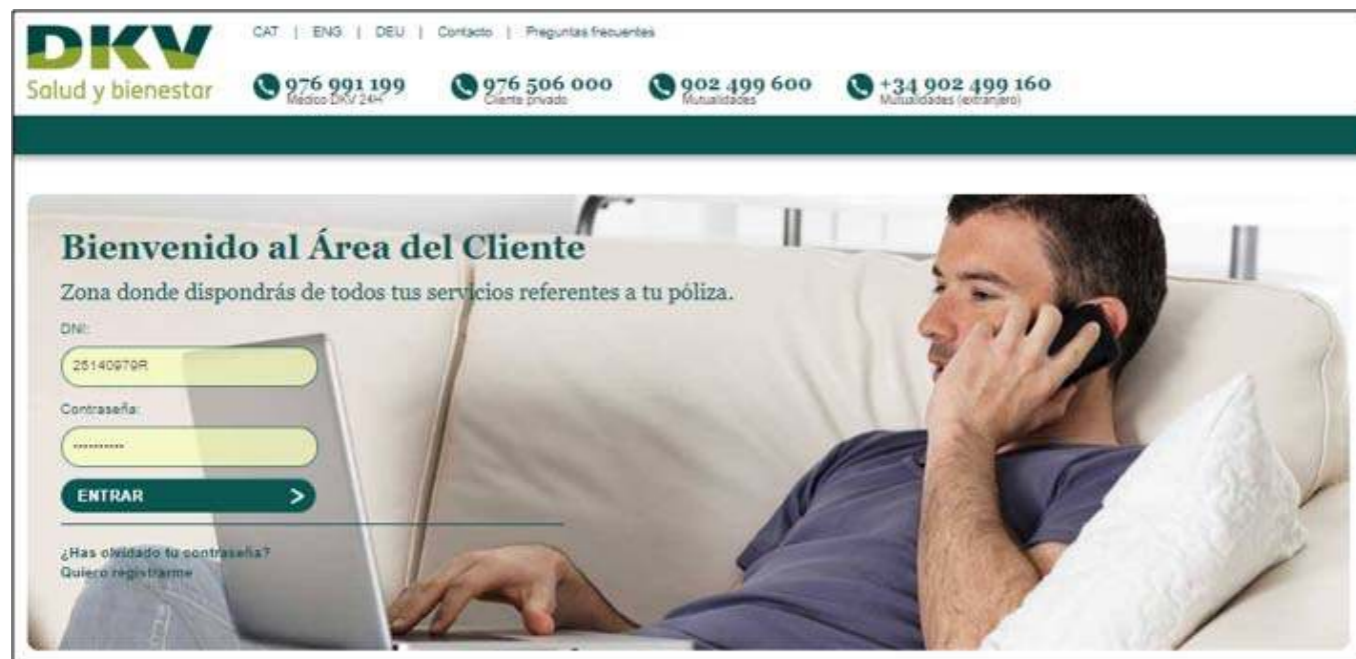 DKV
Salud y bienestar
CAT | ENG | DEU | Contacto | Preguntas frecuentes
976 991 199
Médico DKV 24H
976 506 000
Cliente privado
902 499 600
Mutualidades
+34 902 499 160
Mutualidades (extranjero)
Bienvenido al Área del Cliente
Zona donde dispondrás de todos tus servicios referentes a tu póliza.
DNI:
25140979R
Contraseña:
ENTRAR >
¿Has olvidado tu contraseña?
Quiero registrarme